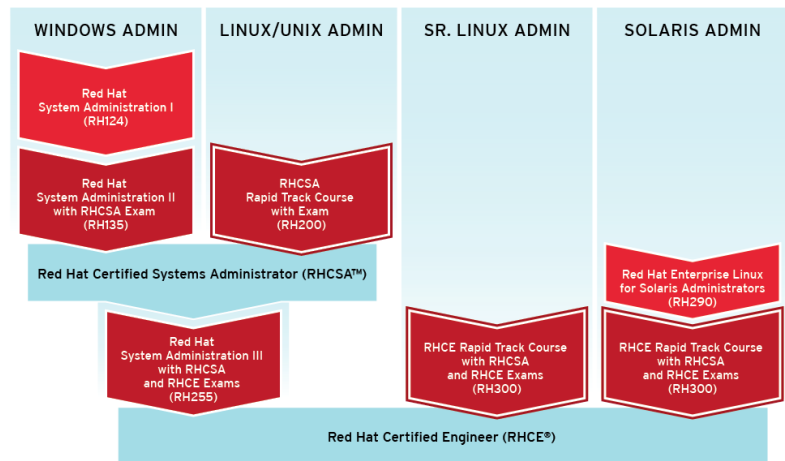 WINDOWS ADMIN
LINUX/UNIX ADMIN
SR. LINUX ADMIN
SOLARIS ADMIN
Red Hat
System Administration I
(RH124)
Red Hat
System Administration II
with RHCSA Exam
(RH135)
RHCSA
Rapid Track Course
with Exam
(RH200)
Red Hat Certified Systems Administrator (RHCSA™)
Red Hat Enterprise Linux
for Solaris Administrators
(RH290)
Red Hat
System Administration III
with RHCSA
and RHCE Exams
(RH255)
RHCE Rapid Track Course
with RHCSA
and RHCE Exams
(RH300)
RHCE Rapid Track Course
with RHCSA
and RHCE Exams
(RH300)
Red Hat Certified Engineer (RHCE®)